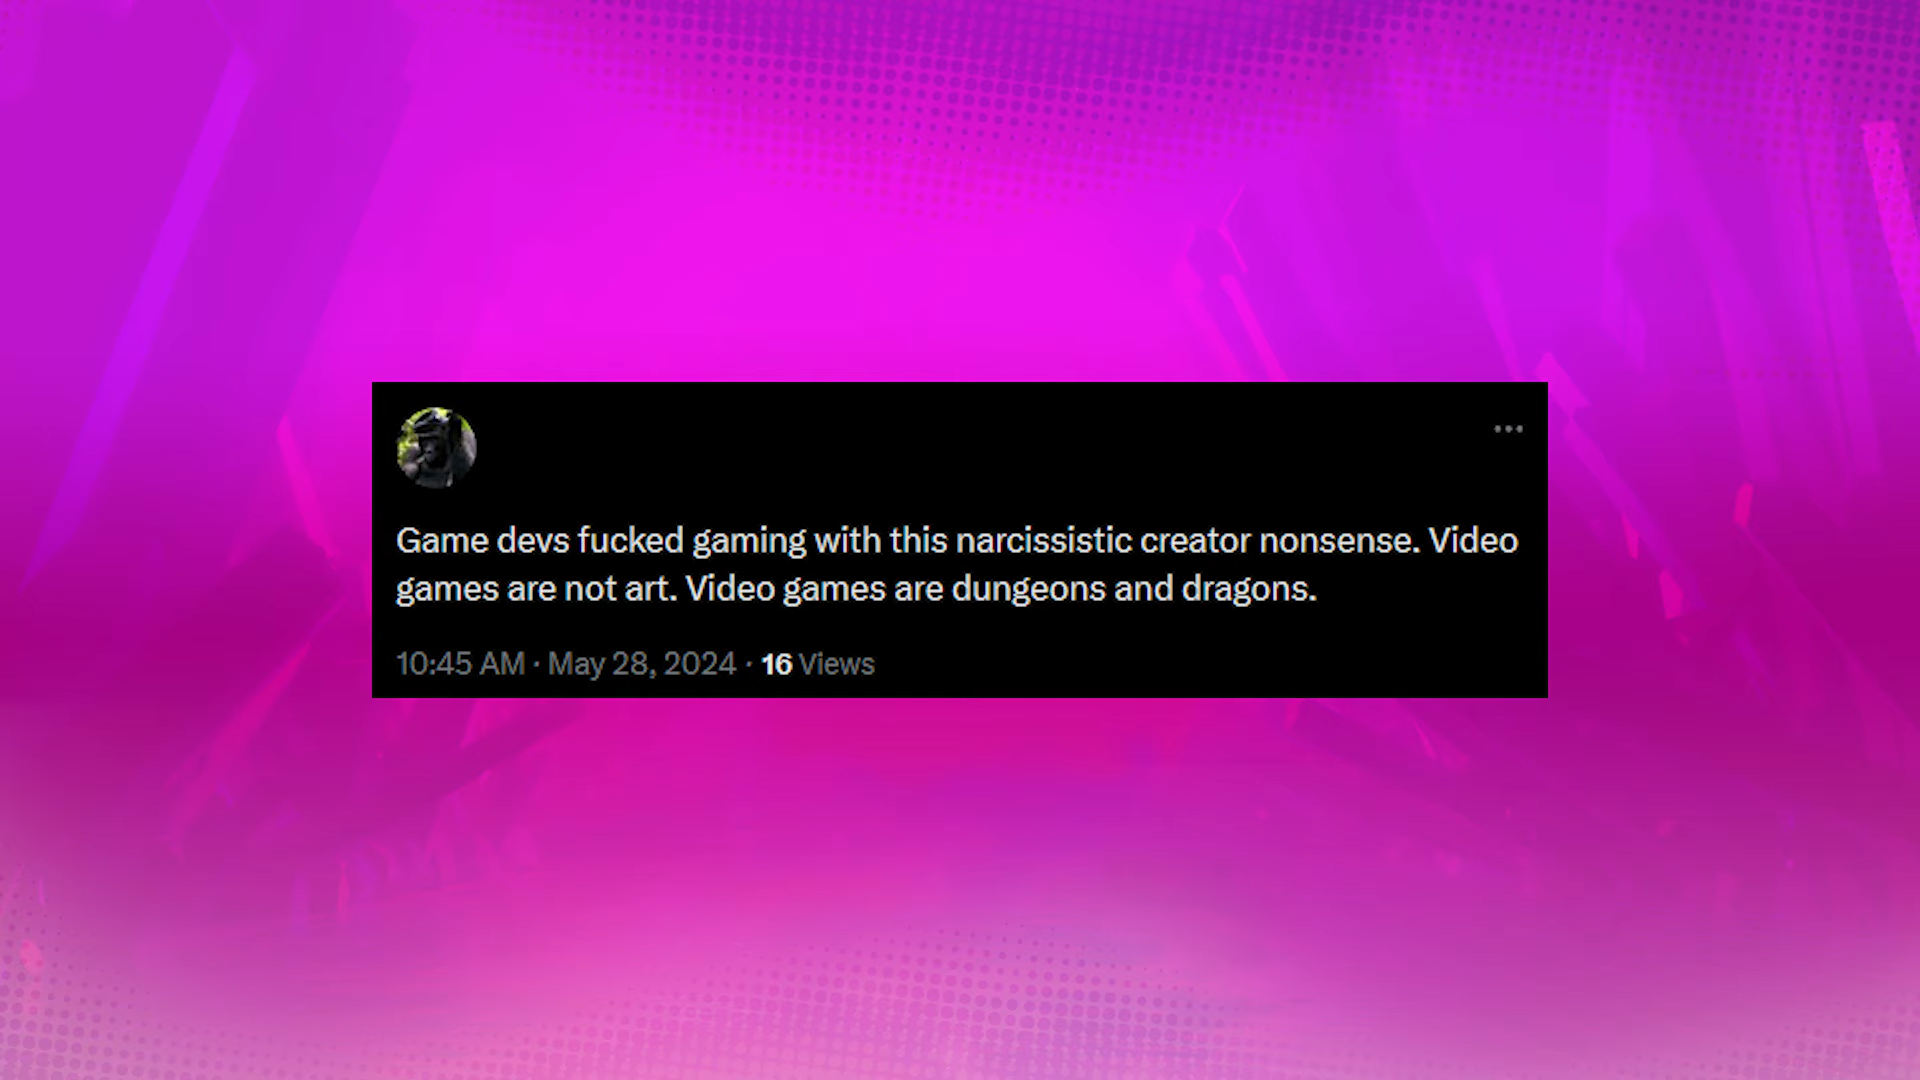 Game devs fucked gaming with this narcissistic creator nonsense. Video
games are not art. Video games are dungeons and dragons.
10:45 AM · May 28, 2024 · 16 Views